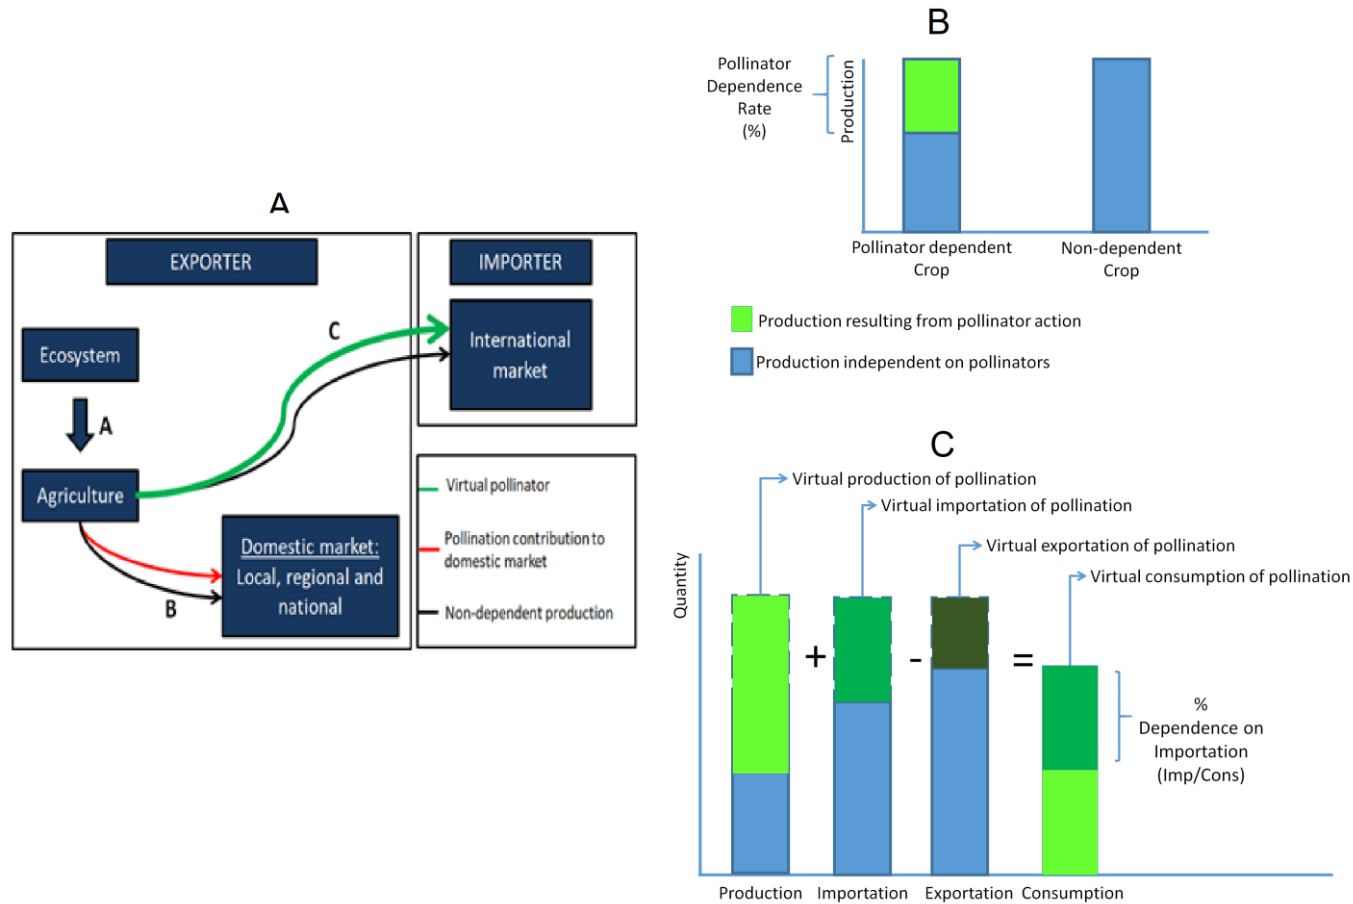 A
EXPORTER
IMPORTER
Ecosystem
A
Agriculture
C
International
market
B
Domestic market:
Local, regional and
national
Virtual pollinator
Pollination contribution to
domestic market
Non-dependent production
B
Pollinator
Dependence
Rate
(%)
Production
Pollinator dependent
Crop
Non-dependent
Crop
Production resulting from pollinator action
Production independent on pollinators
C
Virtual production of pollination
Virtual importation of pollination
Virtual exportation of pollination
Virtual consumption of pollination
Quantity
+
-
=
%
Dependence on
Importation
(Imp/Cons)
Production
Importation
Exportation
Consumption